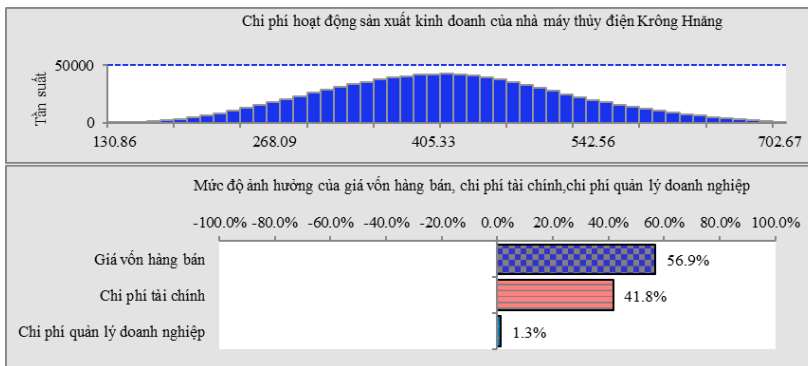 Chi phí hoạt động sản xuất kinh doanh của nhà máy thủy điện Krông Hnăng
Tần suất
50000
0
130.86 268.09 405.33 542.56 702.67
Mức độ ảnh hưởng của giá vốn hàng bán, chi phí tài chính,chi phí quản lý doanh nghiệp
-100.0% -80.0% -60.0% -40.0% -20.0% 0.0% 20.0% 40.0% 60.0% 80.0% 100.0%
Giá vốn hàng bán 56.9%
Chi phí tài chính 41.8%
Chi phí quản lý doanh nghiệp 1.3%